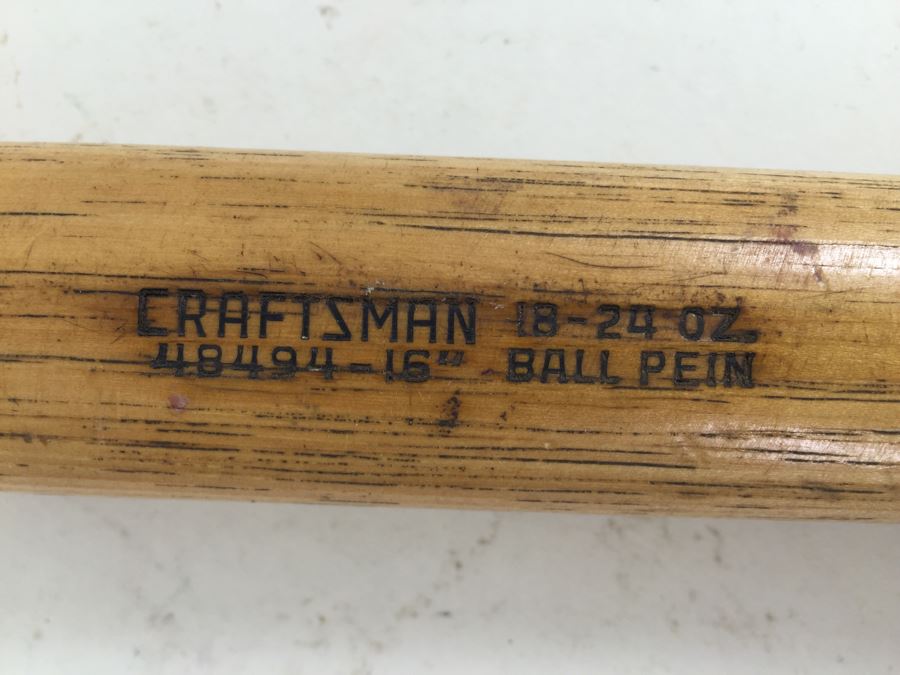 CRAFTSMAN 18-24 OZ.
48494-16" BALL PEIN